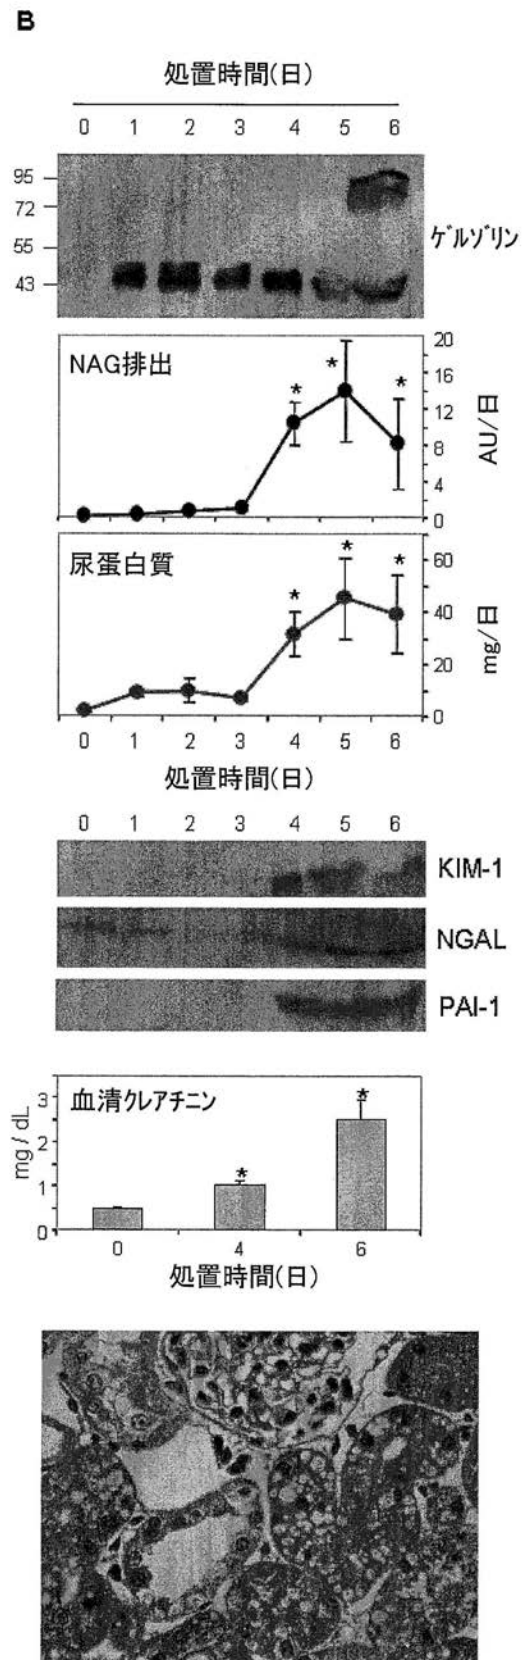 B
処置時間(日)
0 1 2 3 4 5 6
95
72
55
43
ゲルゾリン
NAG排出
* * *
20
16
12
8
4
0
AU/日
尿蛋白質
* * *
60
40
20
0
mg/日
0 1 2 3 4 5 6
処置時間(日)
0 1 2 3 4 5 6
KIM-1
NGAL
PAI-1
血清クレアチニン
* *
3
2
1
0
mg / dL
0 4 6
処置時間(日)